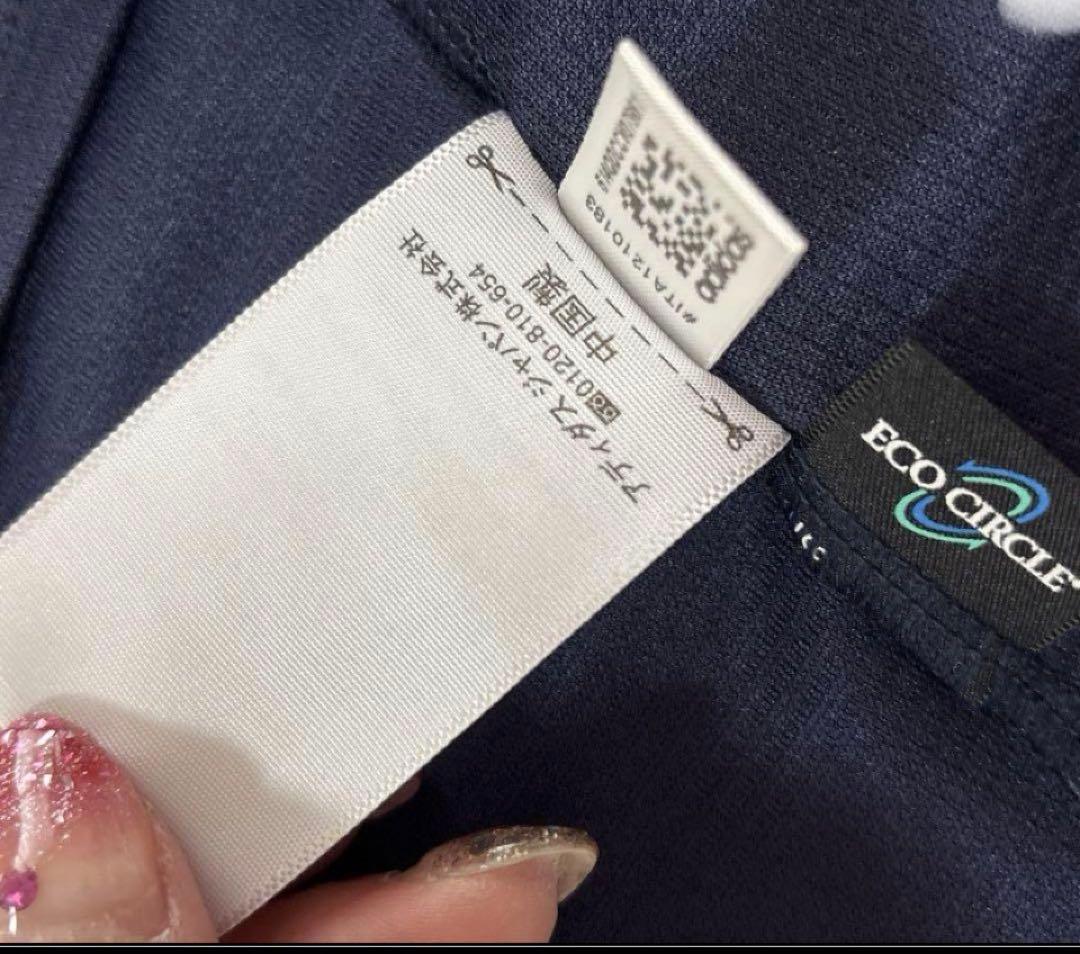 アディダス ジャパン株式会社
0120-810-654
中国製
#ITA1210193
ECO CIRCLE